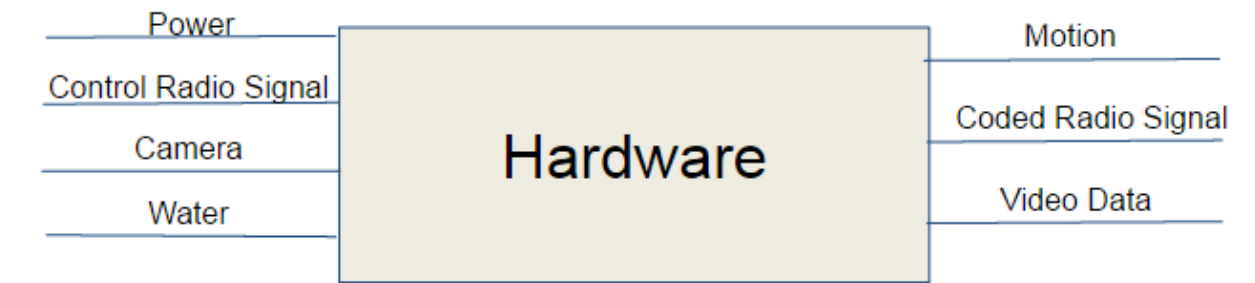 Power
Control Radio Signal
Camera
Water
Hardware
Motion
Coded Radio Signal
Video Data